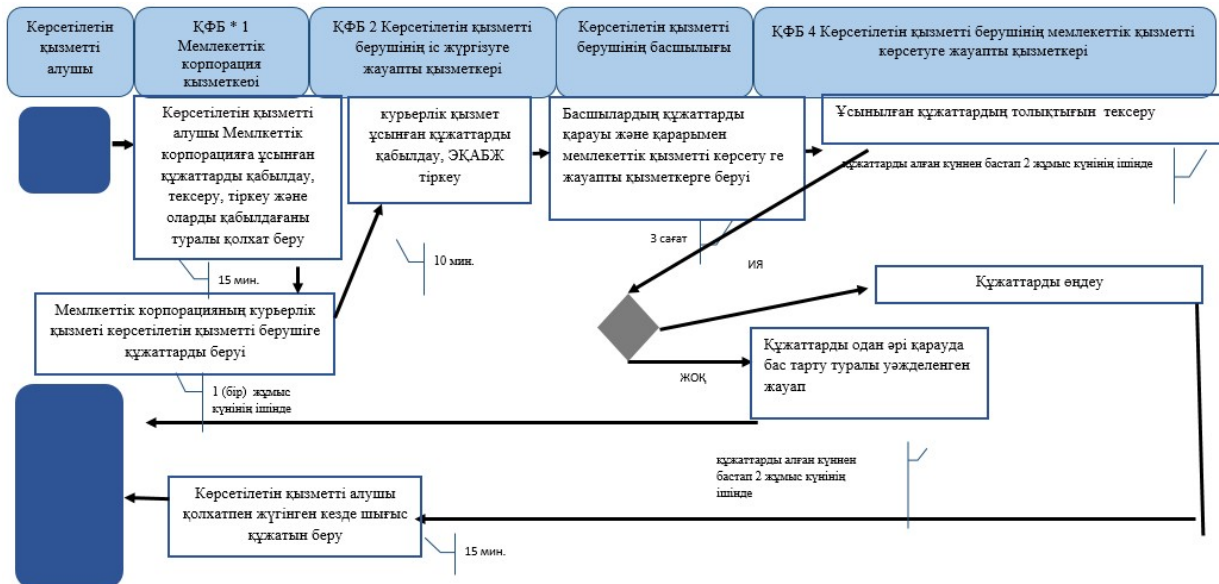 Көрсетілетін
қызметті
алушы
ҚФБ * 1
Мемлекеттік
корпорация
қызметкері
ҚФБ 2 Көрсетілетін қызметті
берушінің іс жүргізуге
жауапты қызметкері
Көрсетілетін қызметті
берушінің басшылығы
ҚФБ 4 Көрсетілетін қызметті берушінің мемлекеттік қызметті
көрсетуге жауапты қызметкері
Көрсетілетін қызметті
алушы Мемлкеттік
корпорацияға ұсынған
құжаттарды қабылдау,
тексеру, тіркеу және
оларды қабылдағаны
туралы қолхат беру
15 мин.
курьерлік қызмет
ұсынған құжаттарды
қабылдау, ЭҚАБЖ
тіркеу
10 мин.
Басшылардың құжаттарды
қарауы және қарарымен
мемлекеттік қызметті көрсету ге
жауапты қызметкерге беруі
3 сағат
Ұсынылған құжаттардың толықтығын тексеру
құжаттарды алған күннен бастап 2 жұмыс күнінің ішінде
ИЯ
Құжаттарды өңдеу
Мемлкеттік корпорацияның курьерлік
қызметі көрсетілетін қызметті берушіге
құжаттарды беруі
1 (бір) жұмыс
күнінің ішінде
ЖОҚ
Құжаттарды одан әрі қарауда
бас тарту туралы уәжделенген
жауап
құжаттарды алған күннен
бастап 2 жұмыс күнінің
ішінде
Көрсетілетін қызметті алушы
қолхатпен жүгінген кезде шығыс
құжатын беру
15 мин.